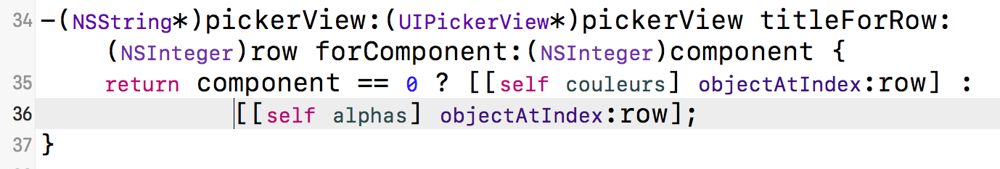 34 -(NSString*)pickerView:(UIPickerView*)pickerView titleForRow:
(NSInteger)row forComponent:(NSInteger)component {
35 return component == 0 ? [[self couleurs] objectAtIndex:row] :
36 [[self alphas] objectAtIndex:row];
37 }